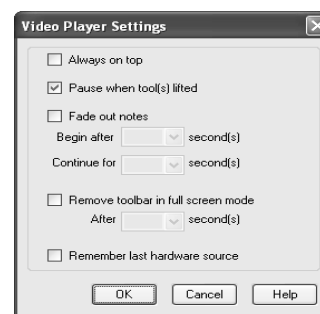 Video Player Settings
Always on top
Pause when tool(s) lifted
Fade out notes
Begin after second(s)
Continue for second(s)
Remove toolbar in full screen mode
After second(s)
Remember last hardware source
OK Cancel Help